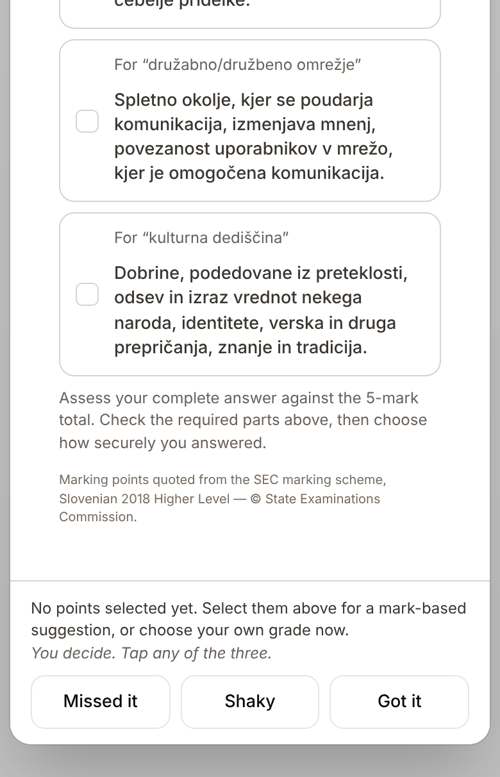 čebelje pridelke.
For “družabno/družbeno omrežje”
Spletno okolje, kjer se poudarja
komunikacija, izmenjava mnenj,
povezanost uporabnikov v mrežo,
kjer je omogočena komunikacija.
For “kulturna dediščina”
Dobrine, podedovane iz preteklosti,
odsev in izraz vrednot nekega
naroda, identitete, verska in druga
prepričanja, znanje in tradicija.
Assess your complete answer against the 5-mark
total. Check the required parts above, then choose
how securely you answered.
Marking points quoted from the SEC marking scheme,
Slovenian 2018 Higher Level — © State Examinations
Commission.
No points selected yet. Select them above for a mark-based
suggestion, or choose your own grade now.
You decide. Tap any of the three.
Missed it
Shaky
Got it